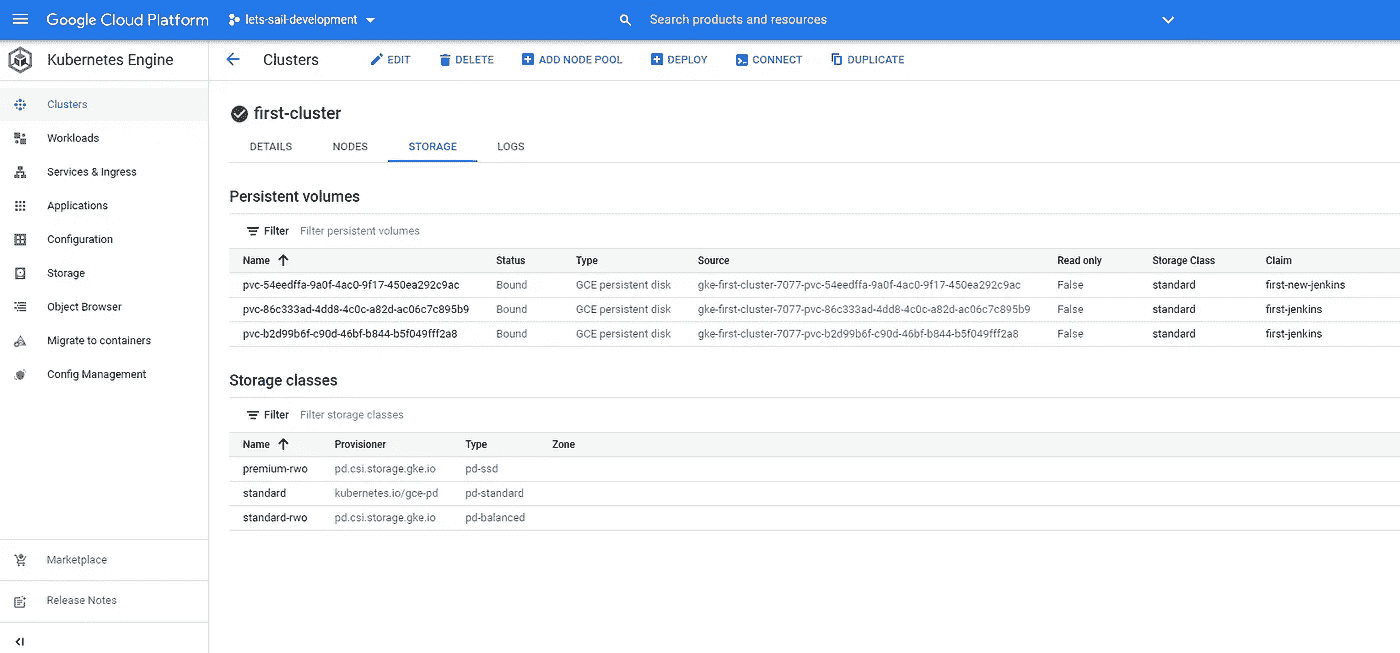 Google Cloud Platform lets-sail-development Search products and resources
Kubernetes Engine Clusters EDIT DELETE ADD NODE POOL DEPLOY CONNECT DUPLICATE
Clusters
Workloads
Services & Ingress
Applications
Configuration
Storage
Object Browser
Migrate to containers
Config Management
Marketplace
Release Notes
first-cluster
DETAILS NODES STORAGE LOGS
Persistent volumes
Filter Filter persistent volumes
Name Status Type Source Read only Storage Class Claim
pvc-54eedffa-9a0f-4ac0-9f17-450ea292c9ac Bound GCE persistent disk gke-first-cluster-7077-pvc-54eedffa-9a0f-4ac0-9f17-450ea292c9ac False standard first-new-jenkins
pvc-86c333ad-4dd8-4c0c-a82d-ac06c7c895b9 Bound GCE persistent disk gke-first-cluster-7077-pvc-86c333ad-4dd8-4c0c-a82d-ac06c7c895b9 False standard first-jenkins
pvc-b2d99b6f-c90d-46bf-b844-b5f049fff2a8 Bound GCE persistent disk gke-first-cluster-7077-pvc-b2d99b6f-c90d-46bf-b844-b5f049fff2a8 False standard first-jenkins
Storage classes
Filter Filter storage classes
Name Provisioner Type Zone
premium-rwo pd.csi.storage.gke.io pd-ssd
standard kubernetes.io/gce-pd pd-standard
standard-rwo pd.csi.storage.gke.io pd-balanced